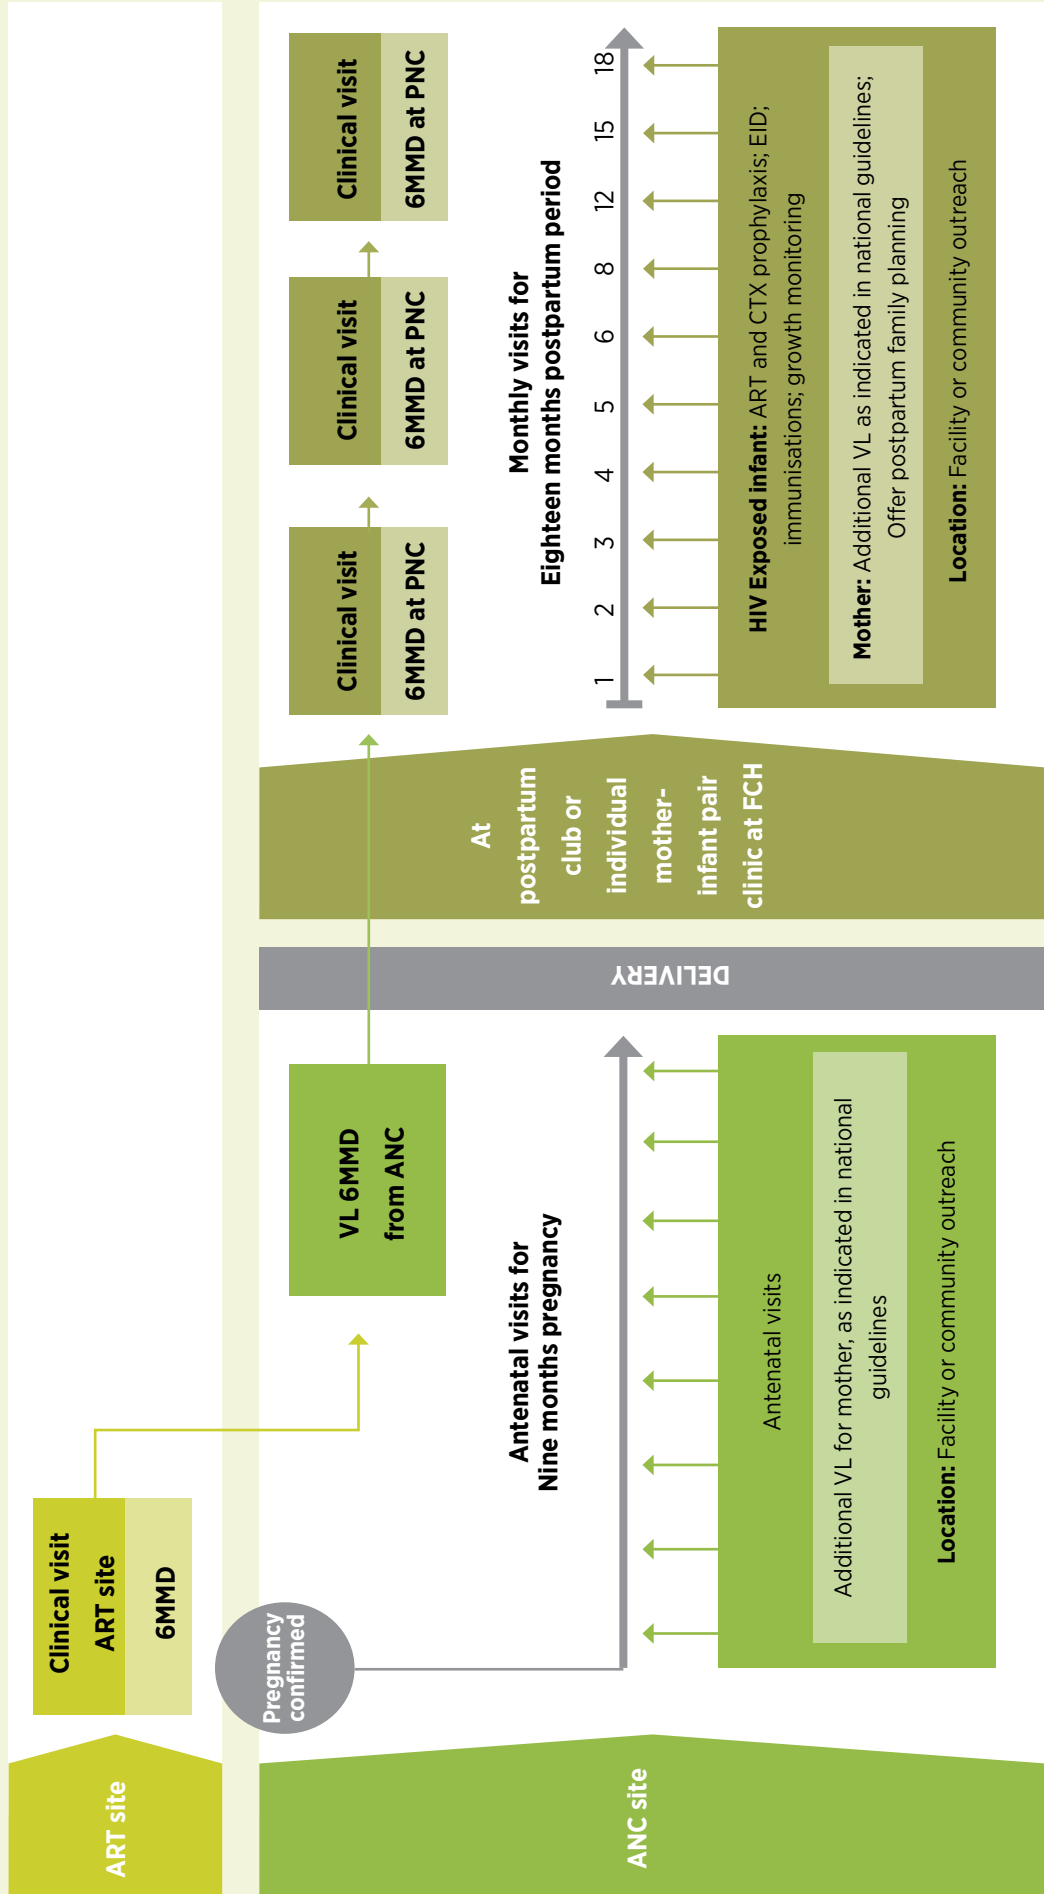 ART site
Clinical visit
ART site
6MMD
ANC site
Pregnancy
confirmed
VL 6MMD
from ANC
Antenatal visits for
Nine months pregnancy
Antenatal visits
Additional VL for mother, as indicated in national
guidelines
Location: Facility or community outreach
DELIVERY
At
postpartum
club or
individual
mother-
infant pair
clinic at FCH
Clinical visit
6MMD at PNC
Clinical visit
6MMD at PNC
Clinical visit
6MMD at PNC
Monthly visits for
Eighteen months postpartum period
1 2 3 4 5 6 8 12 15 18
HIV Exposed infant: ART and CTX prophylaxis; EID;
immunisations; growth monitoring
Mother: Additional VL as indicated in national guidelines;
Offer postpartum family planning
Location: Facility or community outreach